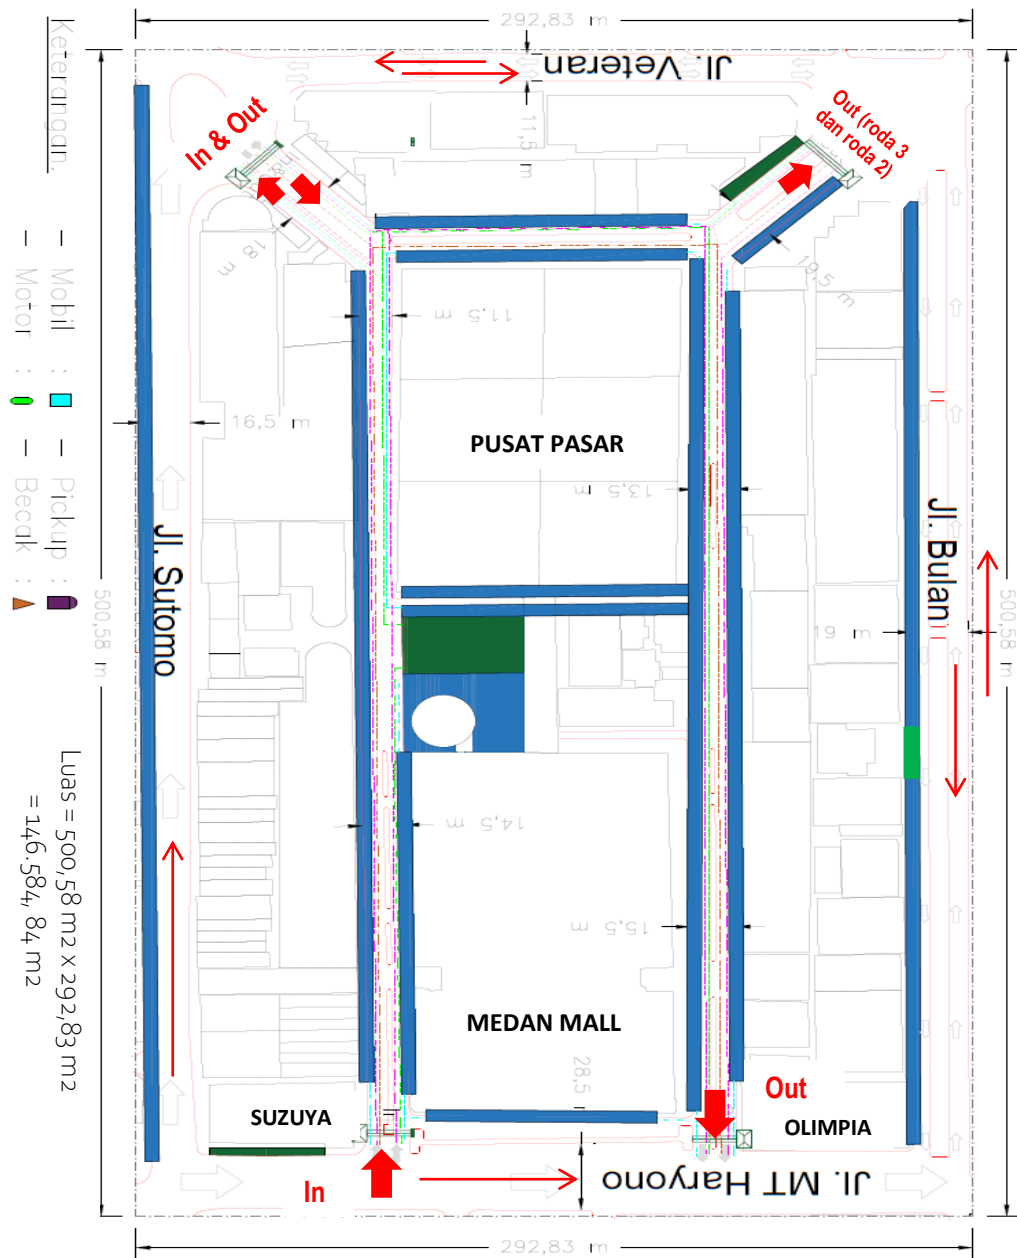 292,83 m
Jl. Veteran
11,5 m
In & Out
Out (roda 3
dan roda 2)
18 m
19,5 m
11,5 m
PUSAT PASAR
13,5 m
16,5 m
Jl. Sutomo
Jl. Bulan
19 m
500,58 m
500,58 m
14,5 m
15,5 m
MEDAN MALL
28,5
SUZUYA
OLIMPIA
In
Out
Jl. MT Haryono
292,83 m
Keterangan
- Mobil :
- Pickup :
- Motor :
- Becak :
Luas = 500,58 m2 x 292,83 m2
= 146.584, 84 m2